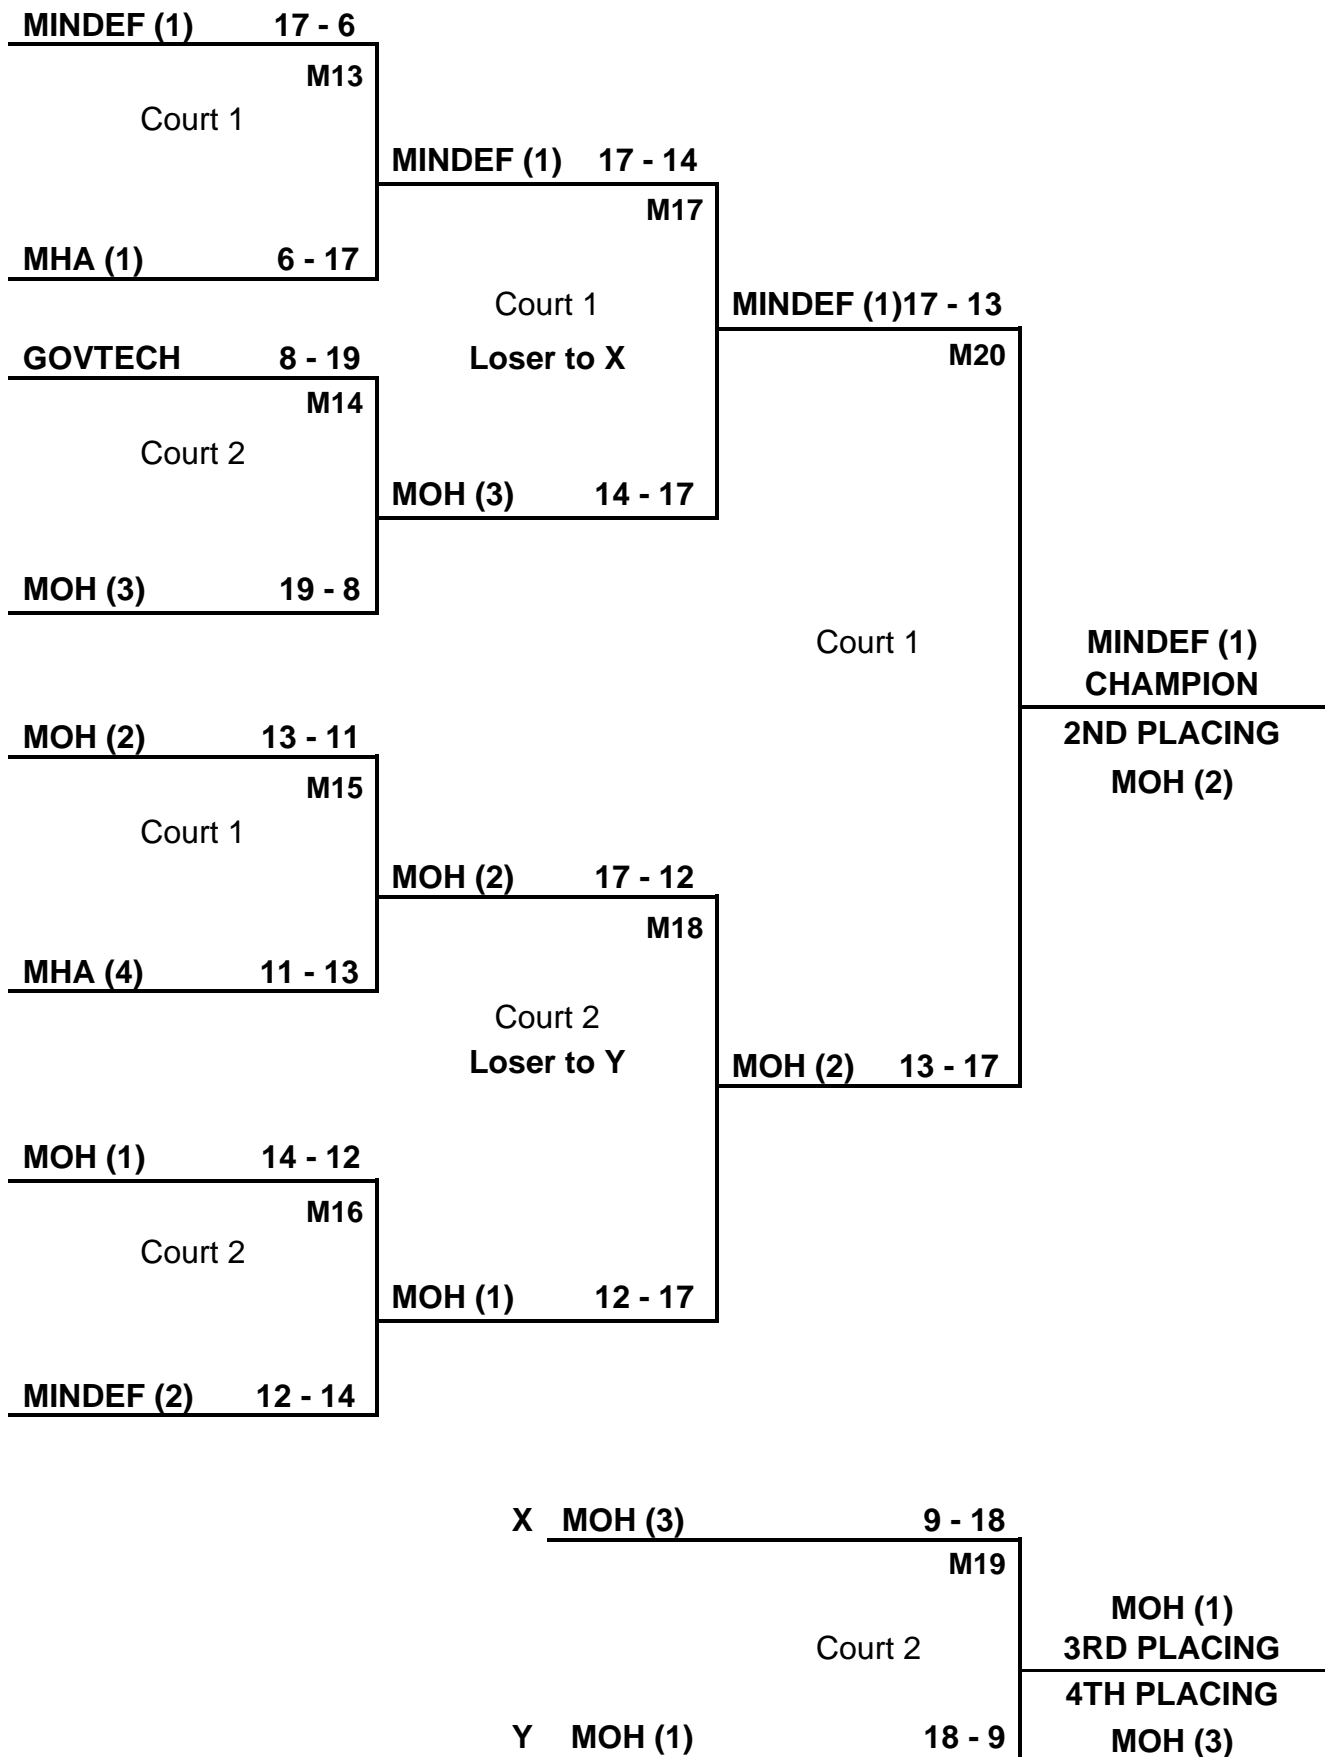 MINDEF (1) 17 - 6
M13
Court 1
MINDEF (1) 17 - 14
M17
MHA (1) 6 - 17
Court 1
MINDEF (1)17 - 13
GOVTECH 8 - 19
Loser to X
M20
M14
Court 2
MOH (3) 14 - 17
MOH (3) 19 - 8
Court 1
MINDEF (1)
CHAMPION
MOH (2) 13 - 11
2ND PLACING
M15
MOH (2)
Court 1
MOH (2) 17 - 12
M18
MHA (4) 11 - 13
Court 2
Loser to Y
MOH (2) 13 - 17
MOH (1) 14 - 12
M16
Court 2
MOH (1) 12 - 17
MINDEF (2) 12 - 14
X MOH (3) 9 - 18
M19
MOH (1)
Court 2
3RD PLACING
4TH PLACING
Y MOH (1) 18 - 9
MOH (3)